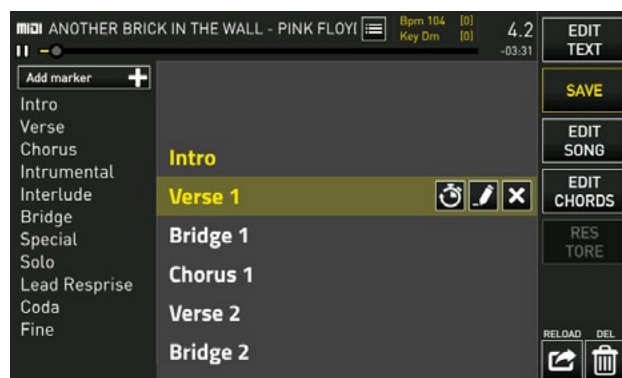 MIDI ANOTHER BRICK IN THE WALL - PINK FLOYI
Bpm 104 [0]
Key Dm [0]
4.2
-03:31
EDIT
TEXT
Add marker
SAVE
Intro
Verse
Chorus
Intrumental
Interlude
Bridge
Special
Solo
Lead Resprise
Coda
Fine
Intro
Verse 1
Bridge 1
Chorus 1
Verse 2
Bridge 2
EDIT
SONG
EDIT
CHORDS
RES
TORE
RELOAD DEL